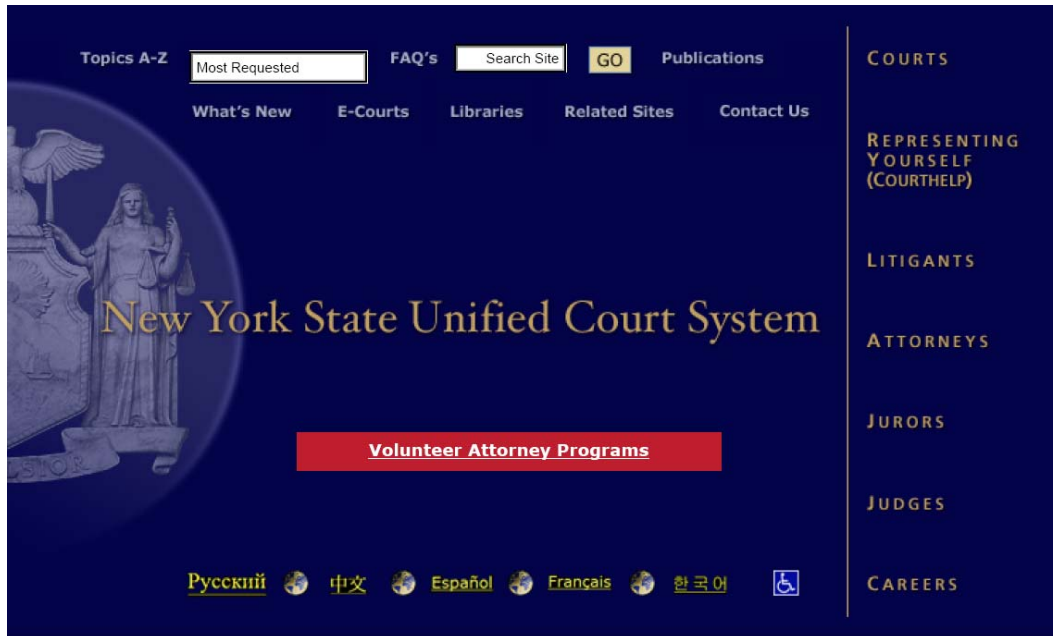 Topics A-Z Most Requested FAQ's Search Site GO Publications
What's New E-Courts Libraries Related Sites Contact Us
New York State Unified Court System
Volunteer Attorney Programs
Русский 中文 Español Français 한국어
COURTS
REPRESENTING
YOURSELF
(COURTHELP)
LITIGANTS
ATTORNEYS
JURORS
JUDGES
CAREERS
SIOR